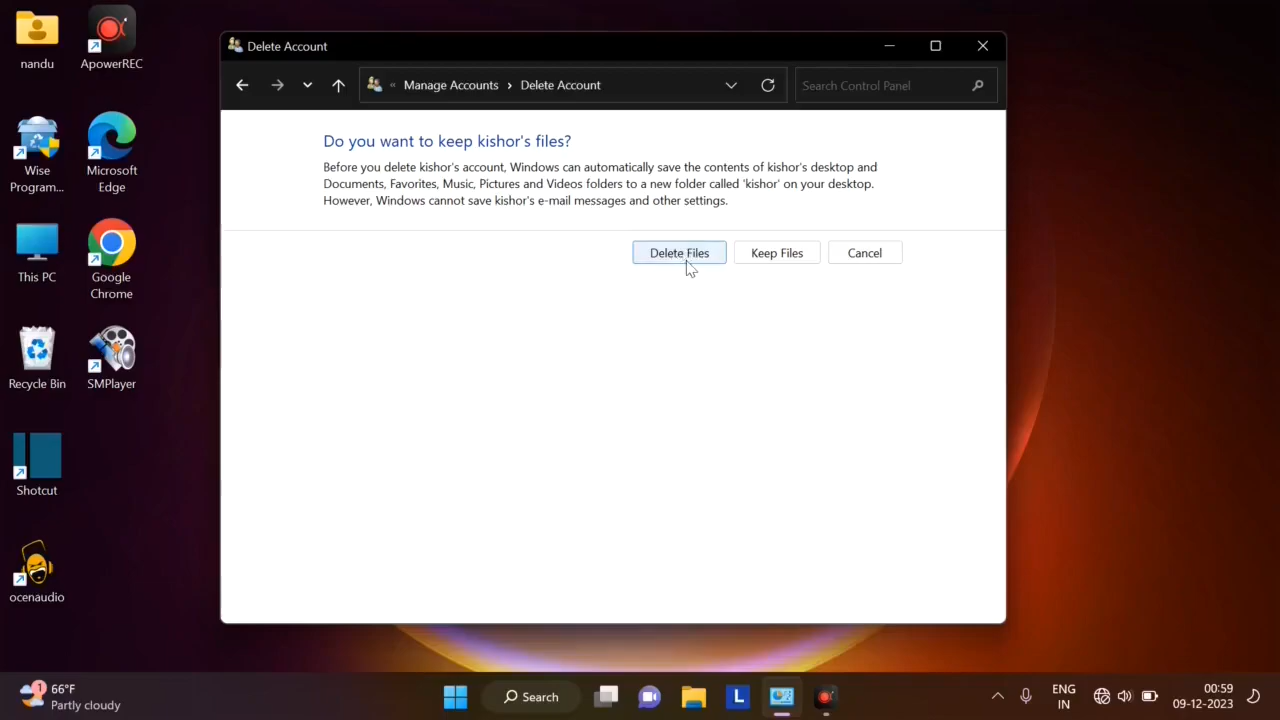 nandu
ApowerREC
Wise
Program...
Microsoft
Edge
This PC
Google
Chrome
Recycle Bin
SMPlayer
Shotcut
ocenaudio
Delete Account
« Manage Accounts > Delete Account
Search Control Panel
Do you want to keep kishor's files?
Before you delete kishor's account, Windows can automatically save the contents of kishor's desktop and
Documents, Favorites, Music, Pictures and Videos folders to a new folder called 'kishor' on your desktop.
However, Windows cannot save kishor's e-mail messages and other settings.
Delete Files
Keep Files
Cancel
1
66°F
Partly cloudy
Search
L
ENG
IN
00:59
09-12-2023